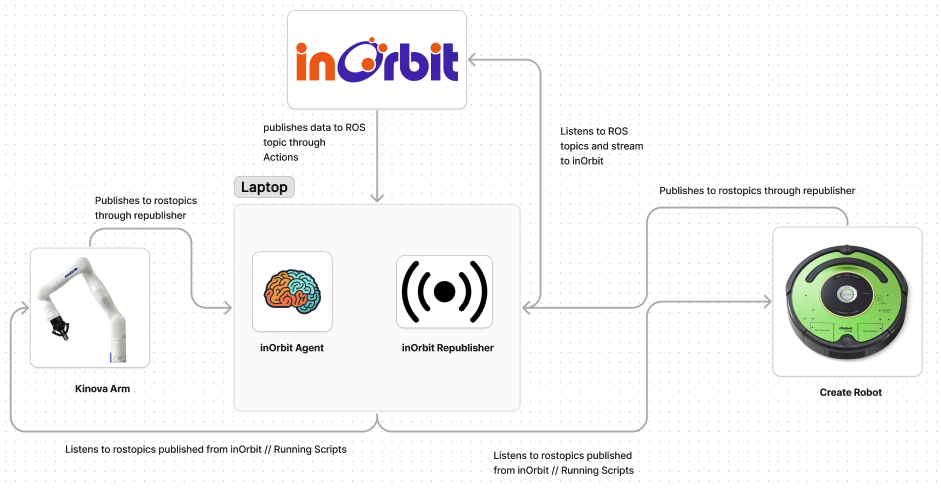 inOrbit
publishes data to ROS
topic through
Actions
Listens to ROS
topics and stream
to inOrbit
Laptop
Publishes to rostopics
through republisher
Publishes to rostopics through republisher
inOrbit Agent
inOrbit Republisher
Kinova Arm
Create Robot
Listens to rostopics published from inOrbit // Running Scripts
Listens to rostopics published
from inOrbit // Running Scripts